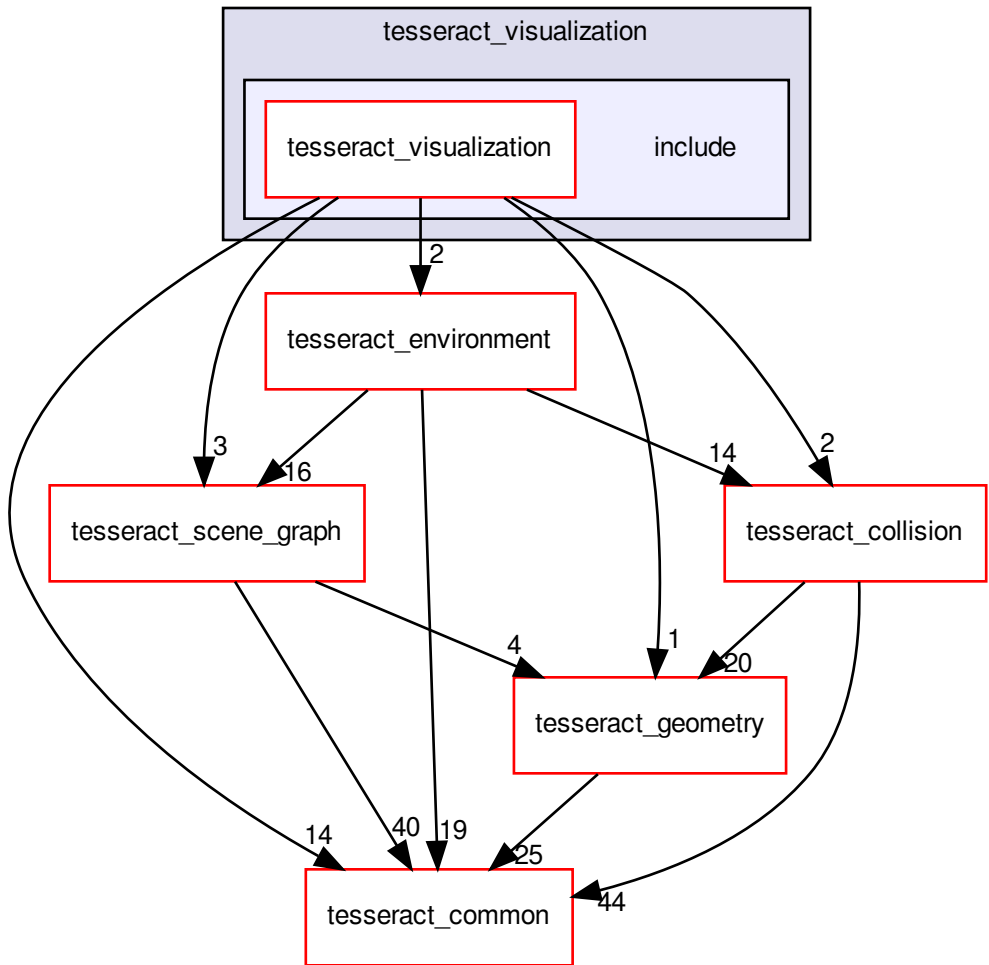 tesseract_visualization
tesseract_visualization
include
2
tesseract_environment
3
16
14
2
tesseract_scene_graph
tesseract_collision
4
1
20
tesseract_geometry
14
40
19
25
44
tesseract_common